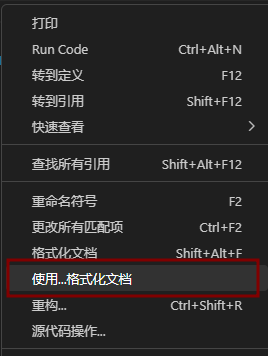 打印
Run Code Ctrl+Alt+N
转到定义 F12
转到引用 Shift+F12
快速查看
查找所有引用 Shift+Alt+F12
重命名符号 F2
更改所有匹配项 Ctrl+F2
格式化文档 Shift+Alt+F
使用...格式化文档
重构... Ctrl+Shift+R
源代码操作...